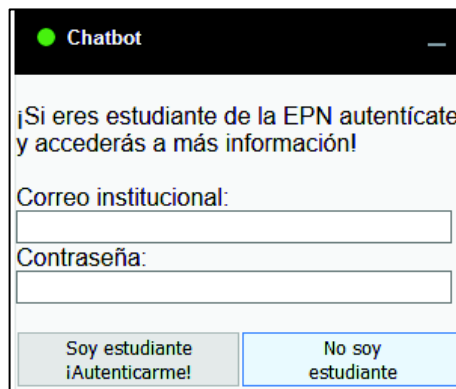 Chatbot
¡Si eres estudiante de la EPN autentícate
y accederás a más información!
Correo institucional:
Contraseña:
Soy estudiante
¡Autenticarme!
No soy
estudiante